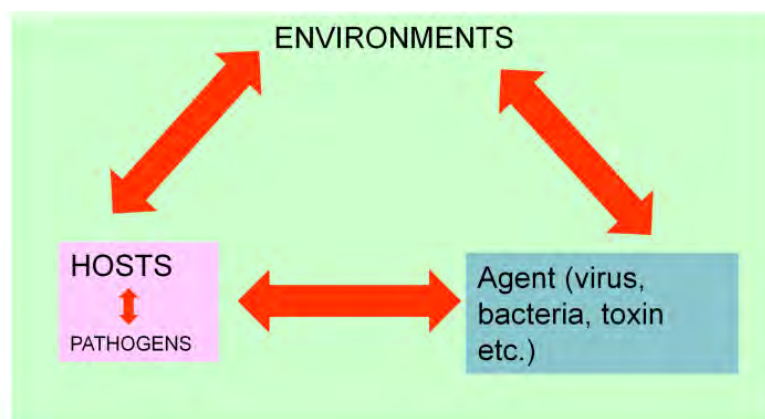 ENVIRONMENTS
HOSTS
PATHOGENS
Agent (virus,
bacteria, toxin
etc.)